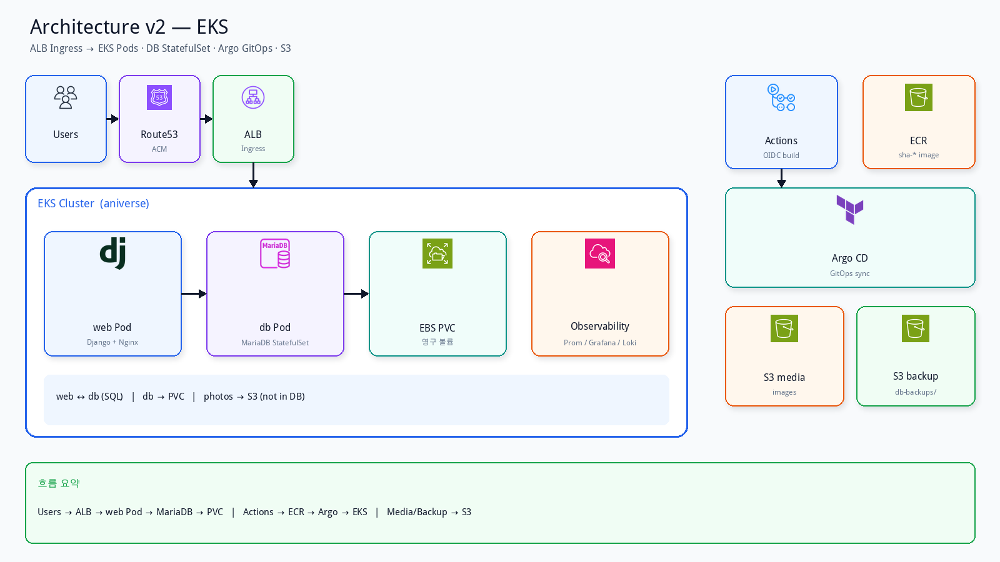 Architecture v2 — EKS
ALB Ingress → EKS Pods · DB StatefulSet · Argo GitOps · S3
Users
53
Route53
ACM
ALB
Ingress
Actions
OIDC build
ECR
sha-* image
EKS Cluster (aniverse)
dj
web Pod
Django + Nginx
MariaDB
db Pod
MariaDB StatefulSet
EBS PVC
영구 볼륨
Observability
Prom / Grafana / Loki
Argo CD
GitOps sync
S3 media
images
S3 backup
db-backups/
web ↔ db (SQL) | db → PVC | photos → S3 (not in DB)
흐름 요약
Users → ALB → web Pod → MariaDB → PVC | Actions → ECR → Argo → EKS | Media/Backup → S3